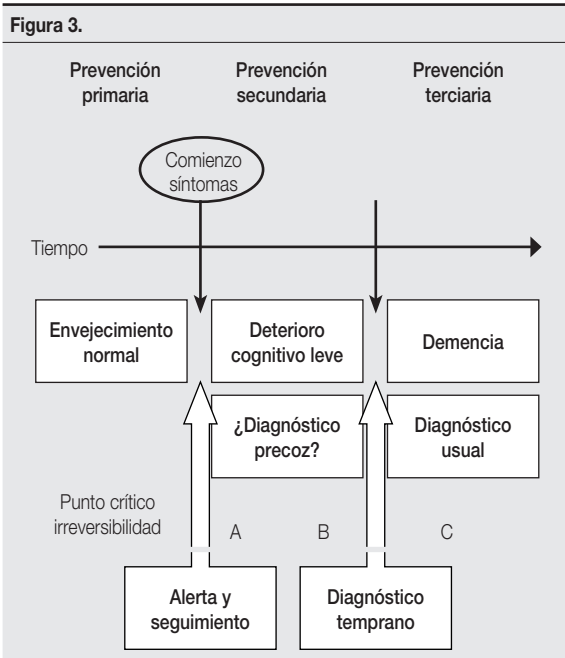 Figura 3.
Prevención
primaria
Prevención
secundaria
Prevención
terciaria
Comienzo
síntomas
Tiempo
Envejecimiento
normal
Deterioro
cognitivo leve
Demencia
¿Diagnóstico
precoz?
Diagnóstico
usual
Punto crítico
irreversibilidad
A
B
C
Alerta y
seguimiento
Diagnóstico
temprano